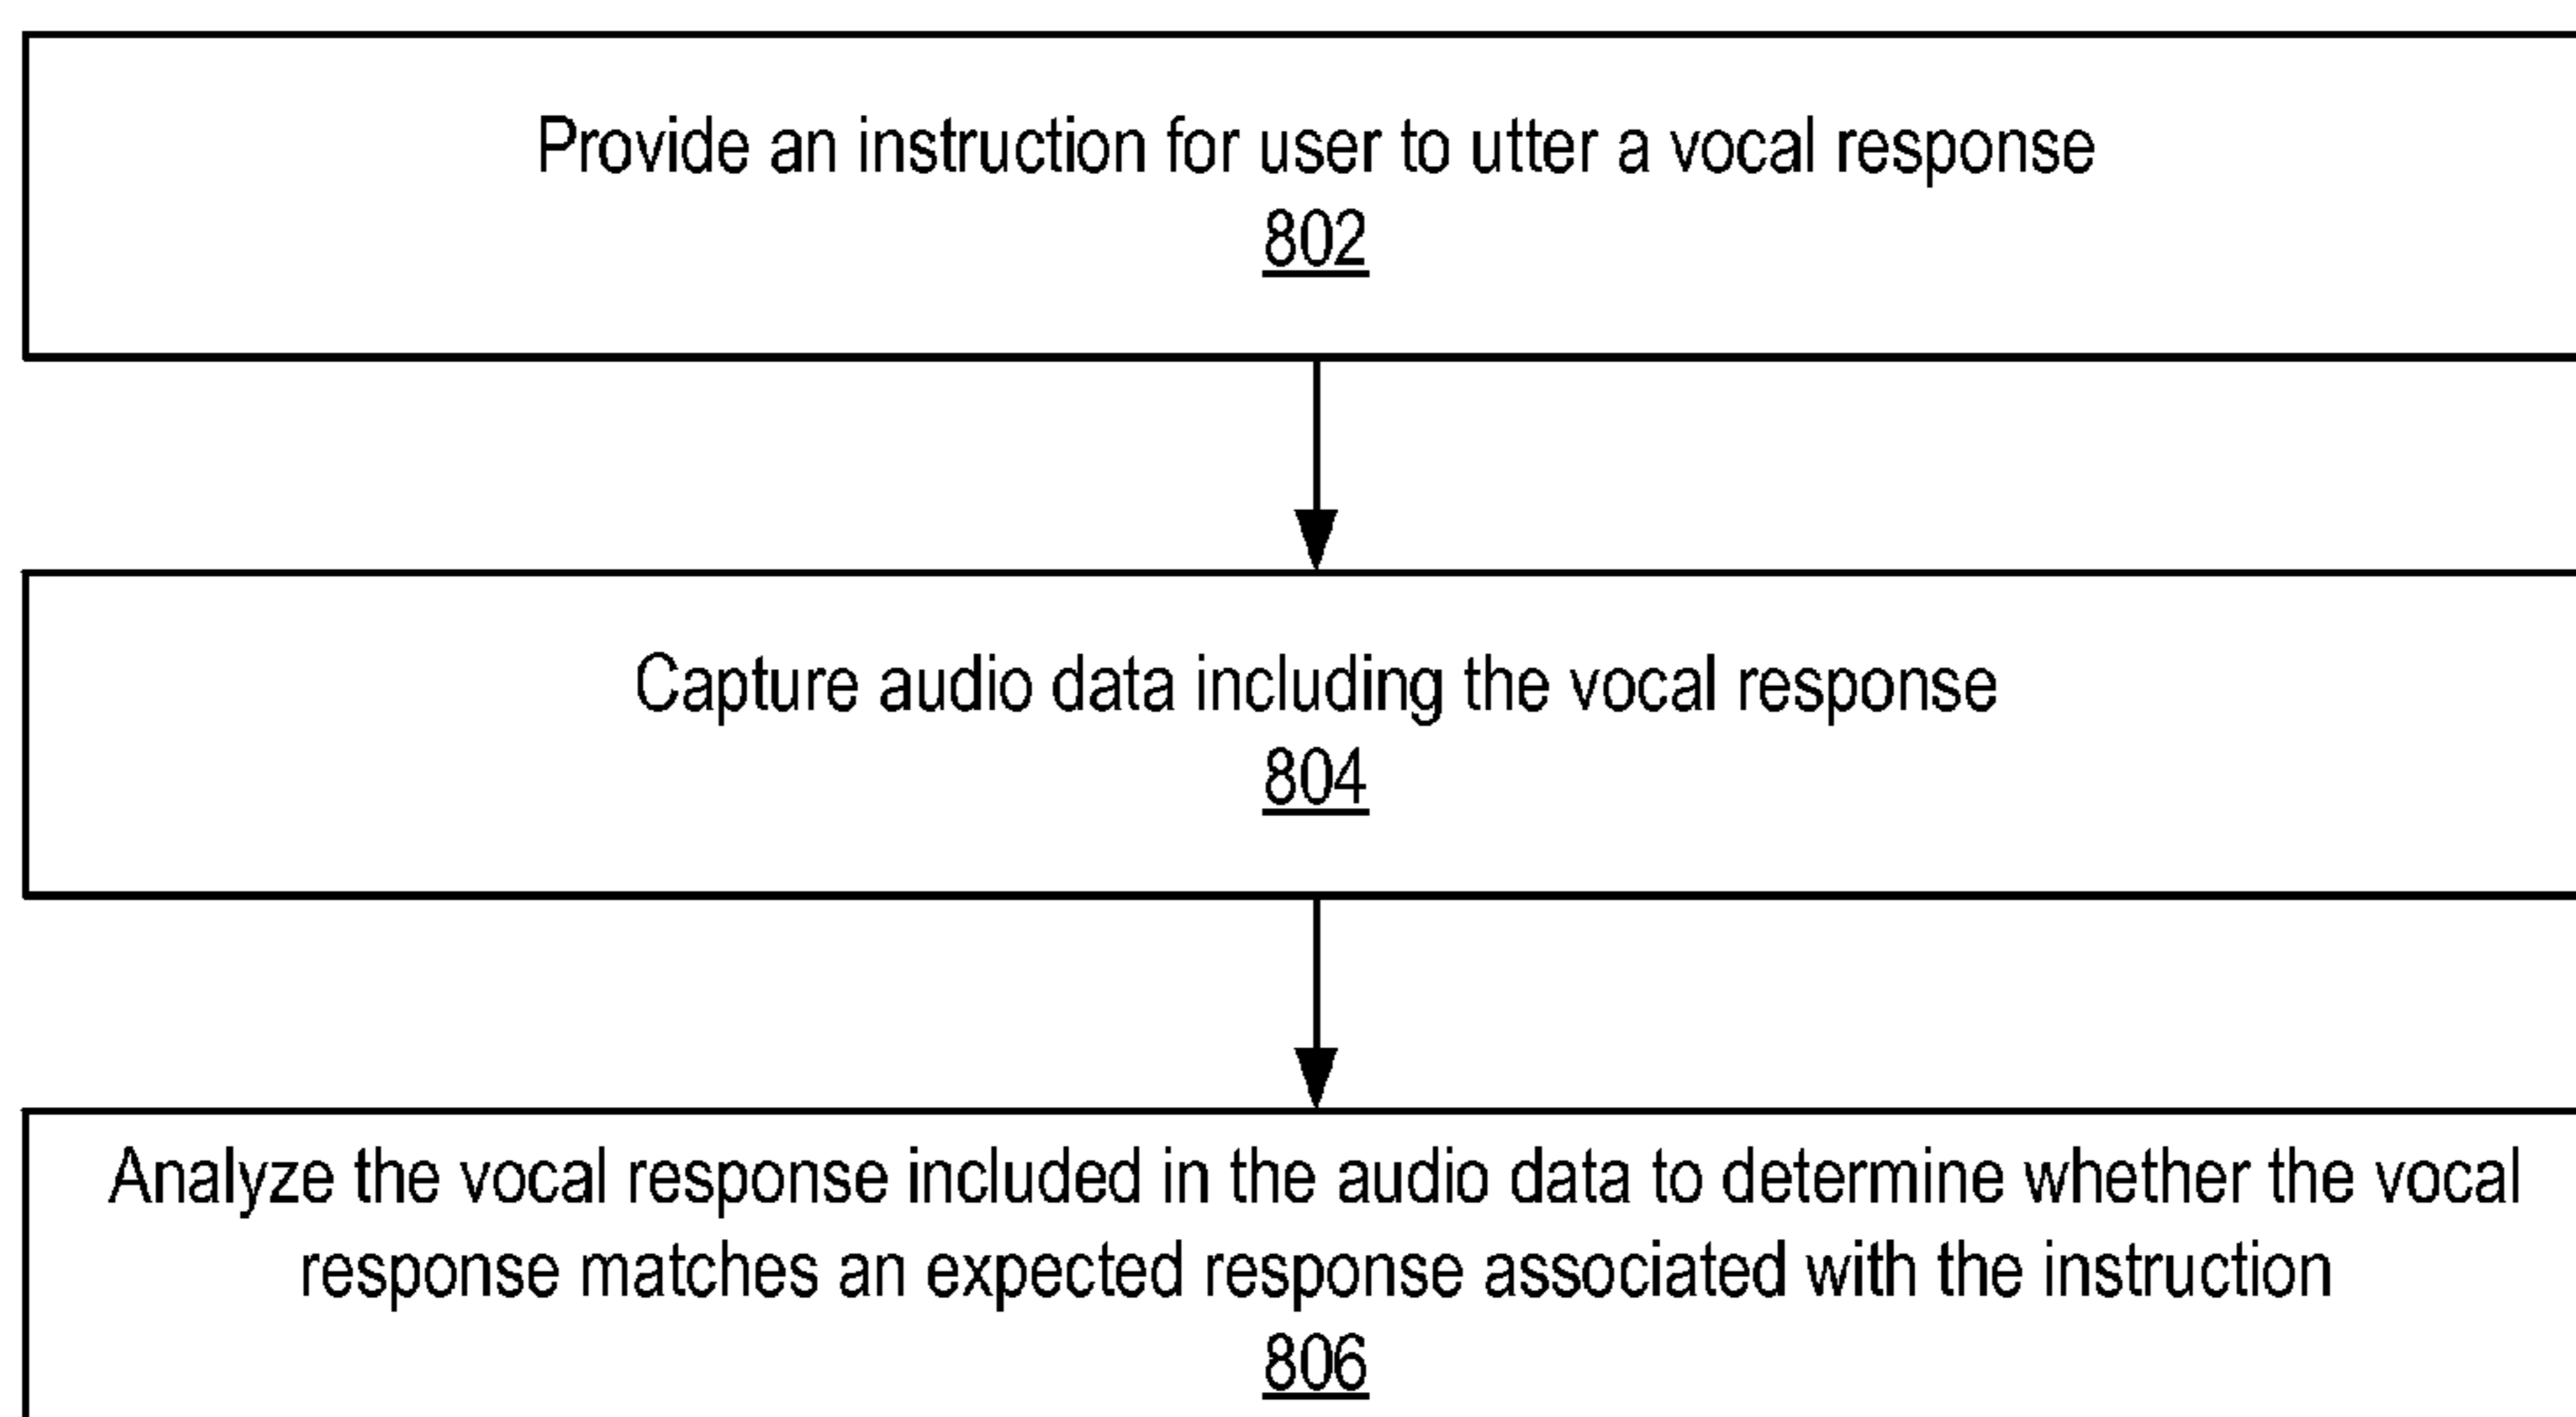 Provide an instruction for user to utter a vocal response
802
Capture audio data including the vocal response
804
Analyze the vocal response included in the audio data to determine whether the vocal
response matches an expected response associated with the instruction
806